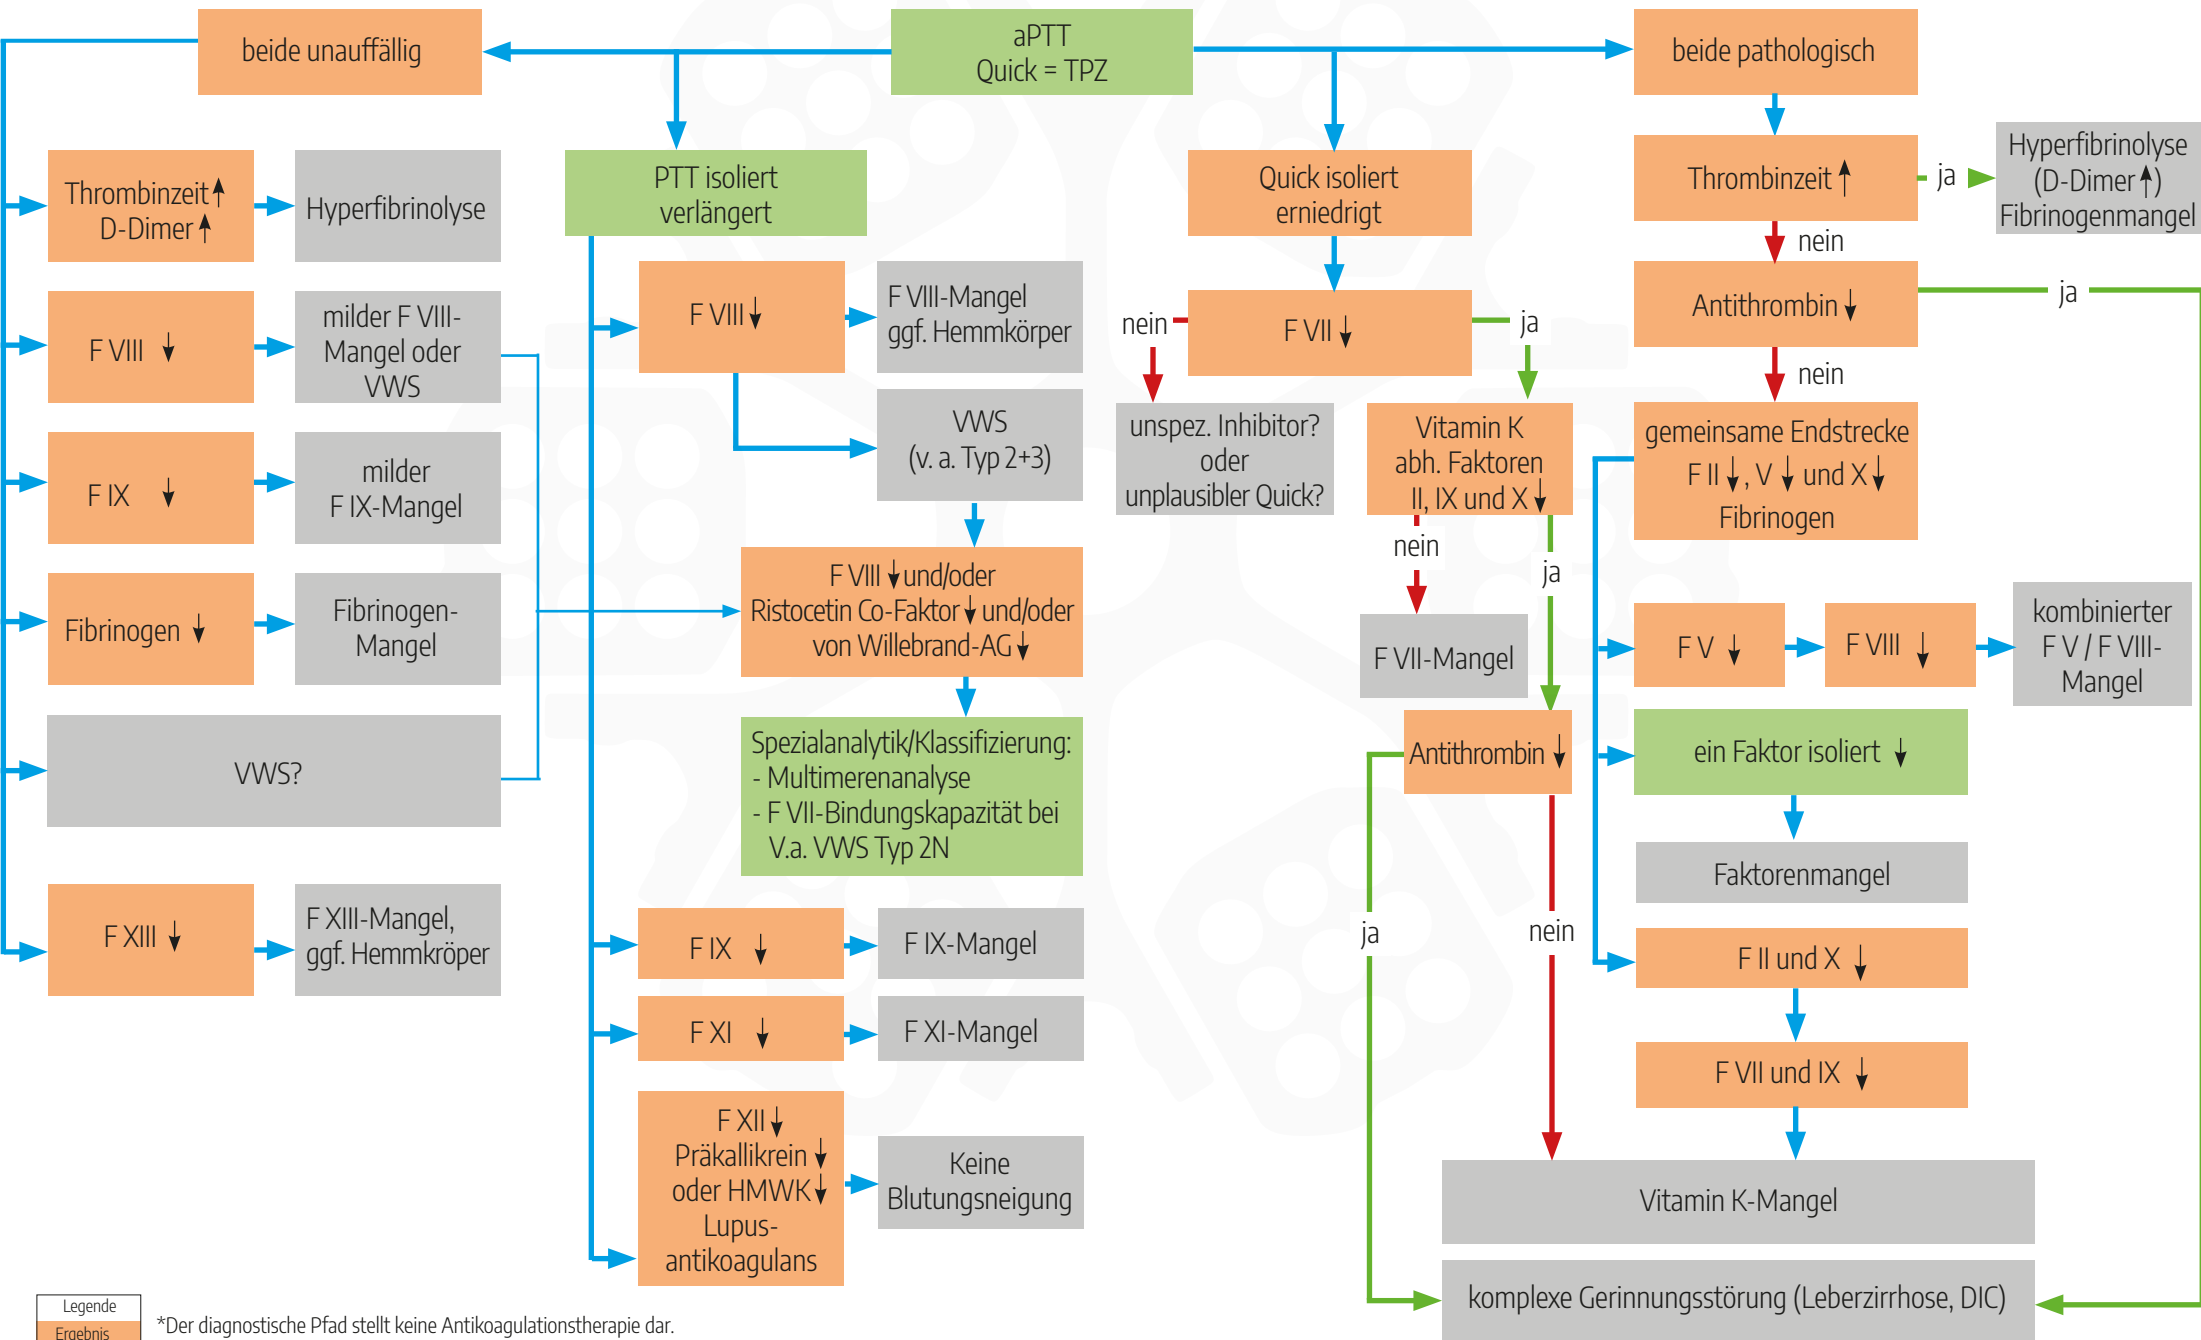 aPTT
Quick = TPZ
beide unauffällig
beide pathologisch
Thrombinzeit ↑
D-Dimer ↑
Hyperfibrinolyse
F VIII ↓
milder F VIII-
Mangel oder
VWS
F IX ↓
milder
F IX-Mangel
Fibrinogen ↓
Fibrinogen-
Mangel
VWS?
F XIII ↓
F XIII-Mangel,
ggf. Hemmkröper
PTT isoliert
verlängert
F VIII ↓
F VIII-Mangel
ggf. Hemmkörper
VWS
(v. a. Typ 2+3)
F VIII ↓ und/oder
Ristocetin Co-Faktor ↓ und/oder
von Willebrand-AG ↓
Spezialanalytik/Klassifizierung:
- Multimerenanalyse
- F VII-Bindungskapazität bei
V.a. VWS Typ 2N
F IX ↓
F IX-Mangel
F XI ↓
F XI-Mangel
F XII ↓
Präkallikrein ↓
oder HMWK ↓
Lupus-
antikoagulans
Keine
Blutungsneigung
Quick isoliert
erniedrigt
F VII ↓
nein
ja
unspez. Inhibitor?
oder
unplausibler Quick?
Vitamin K
abh. Faktoren
II, IX und X ↓
nein
ja
F VII-Mangel
Antithrombin ↓
ja
nein
Thrombinzeit ↑
ja
Hyperfibrinolyse
(D-Dimer ↑)
Fibrinogenmangel
nein
Antithrombin ↓
ja
nein
gemeinsame Endstrecke
F II ↓, V ↓ und X ↓
Fibrinogen
F V ↓
F VIII ↓
kombinierter
F V / F VIII-
Mangel
ein Faktor isoliert ↓
Faktorenmangel
F II und X ↓
F VII und IX ↓
Vitamin K-Mangel
komplexe Gerinnungsstörung (Leberzirrhose, DIC)
Legende
Ergebnis
*Der diagnostische Pfad stellt keine Antikoagulationstherapie dar.